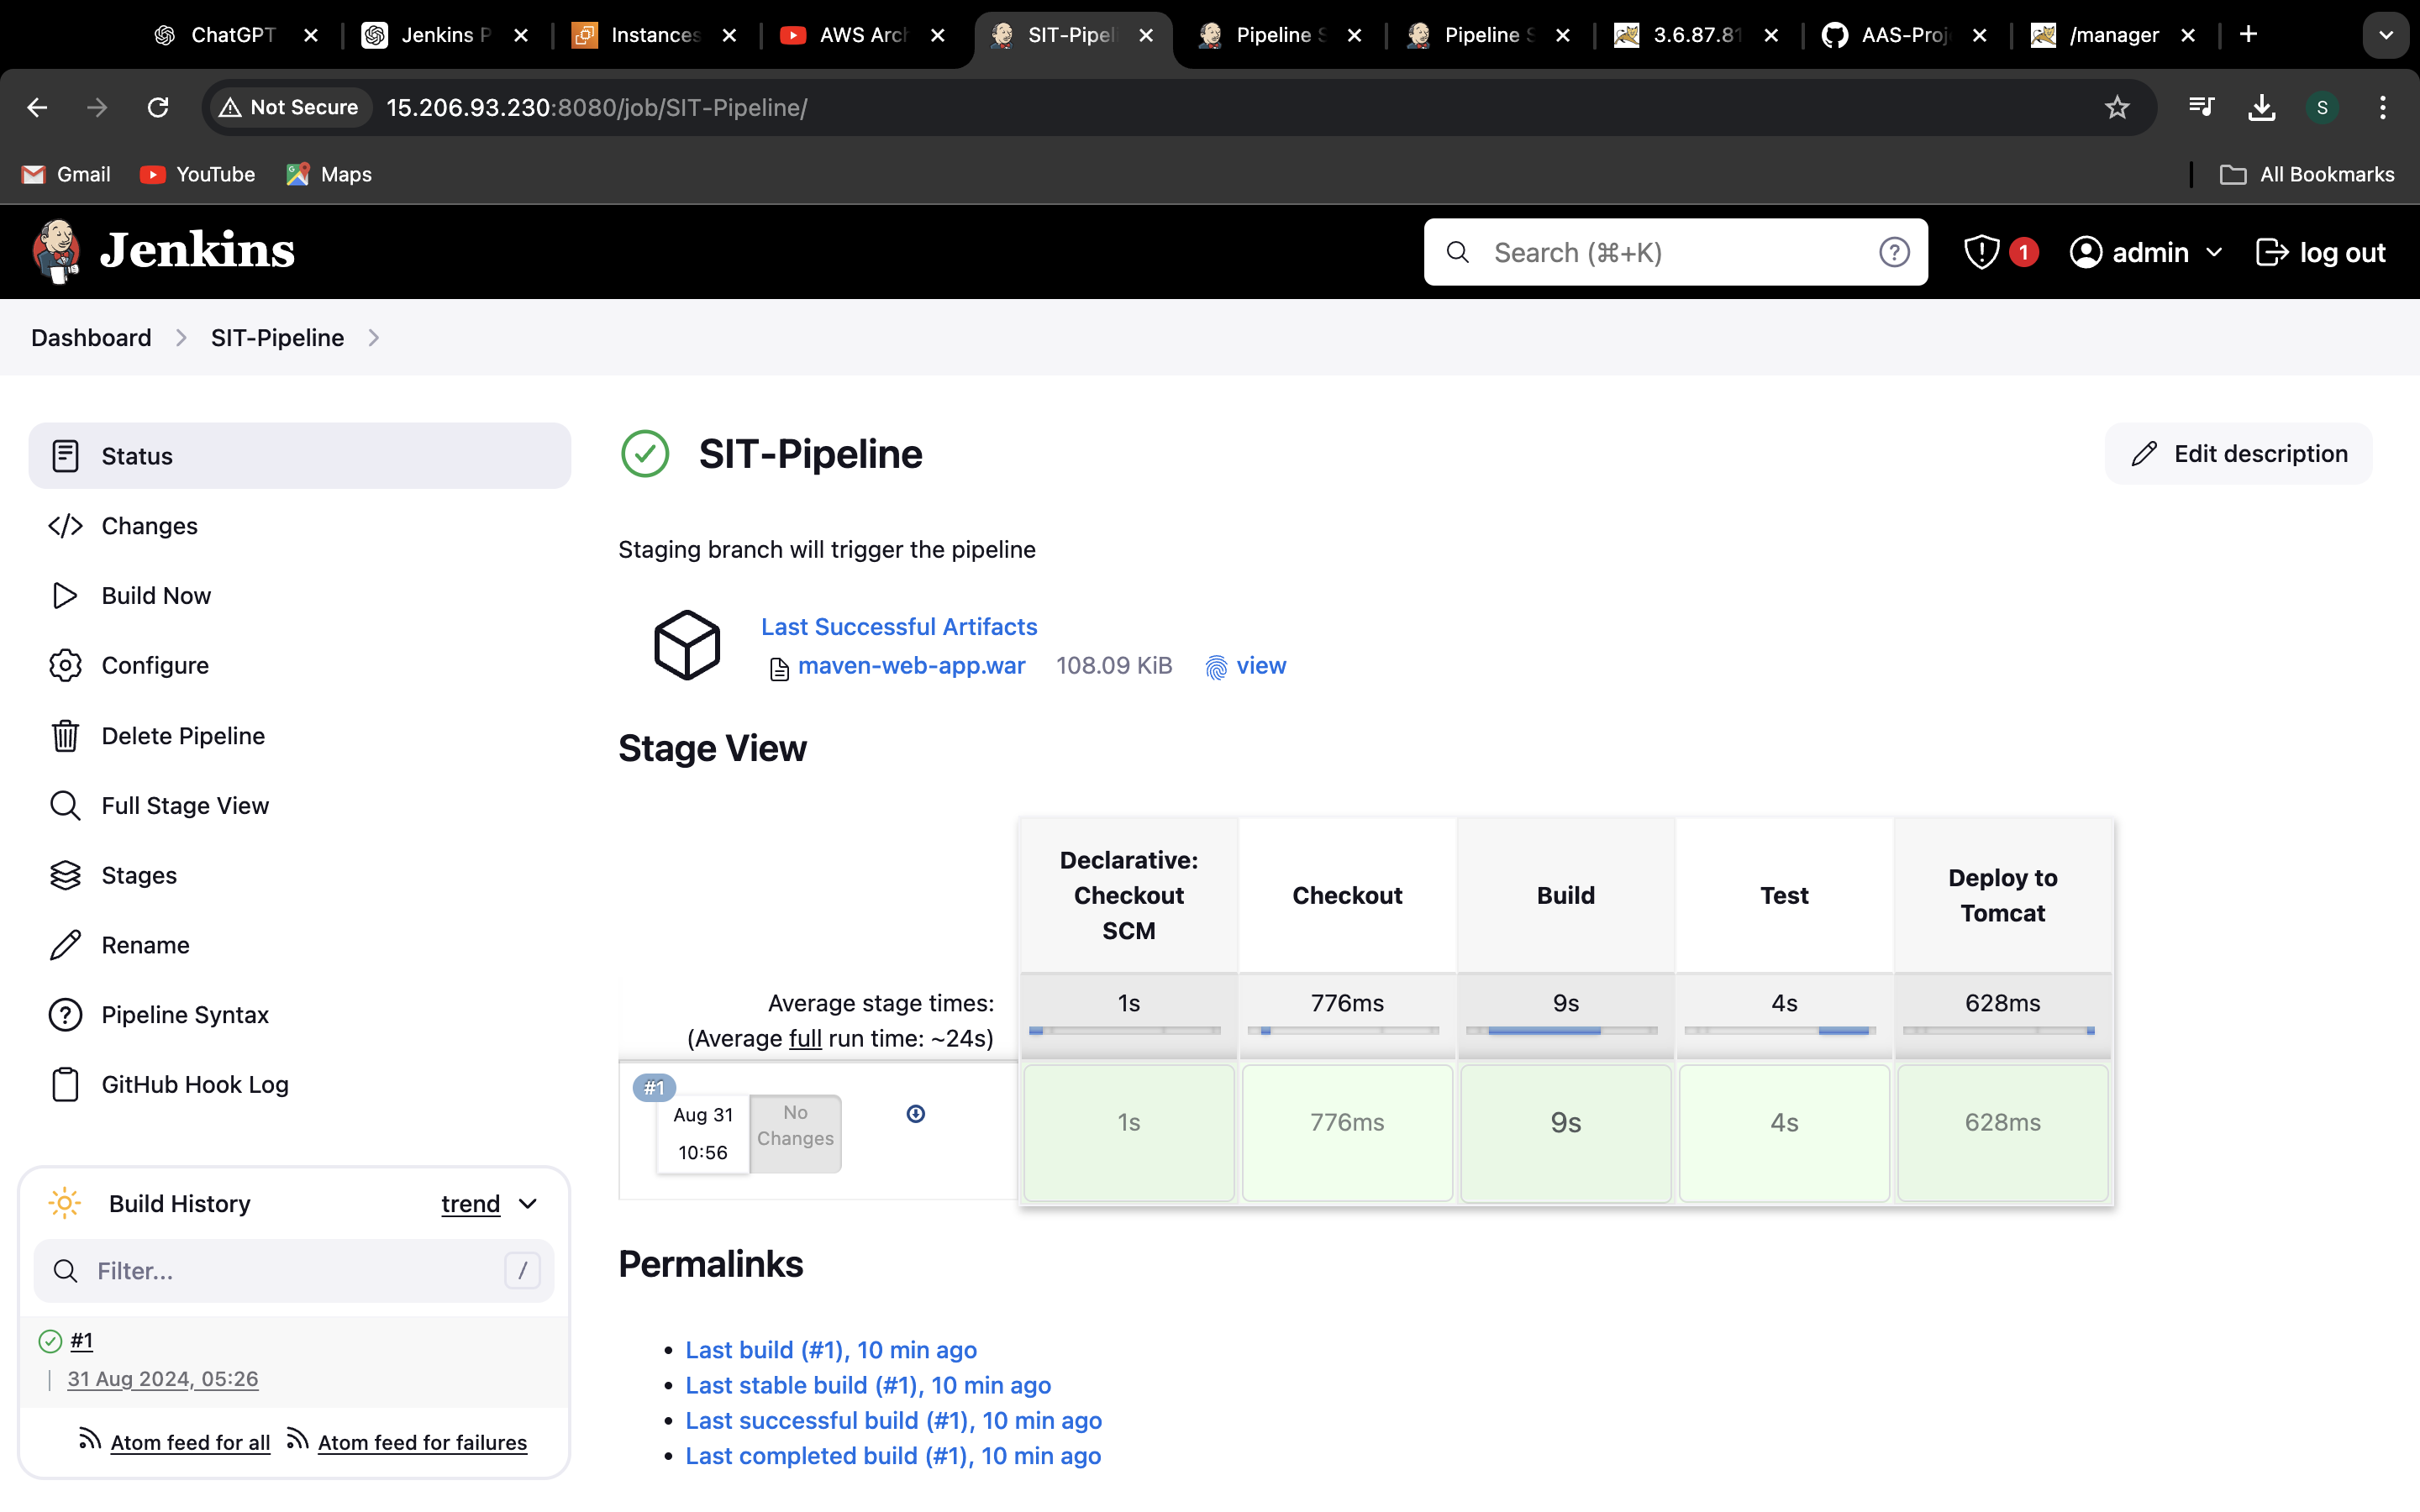 ChatGPT
Jenkins P
Instances
AWS Arch
SIT-Pipeli
Pipeline S
Pipeline S
3.6.87.81
AAS-Proj
/manager
Not Secure
15.206.93.230:8080/job/SIT-Pipeline/
S
Gmail
YouTube
Maps
All Bookmarks
Jenkins
Search (⌘+K)
1
admin
log out
Dashboard
SIT-Pipeline
Status
Changes
Build Now
Configure
Delete Pipeline
Full Stage View
Stages
Rename
Pipeline Syntax
GitHub Hook Log
Build History
trend
Filter...
/
#1
31 Aug 2024, 05:26
Atom feed for all
Atom feed for failures
SIT-Pipeline
Edit description
Staging branch will trigger the pipeline
Last Successful Artifacts
maven-web-app.war 108.09 KiB view
Stage View
Declarative:
Checkout
SCM
Checkout
Build
Test
Deploy to
Tomcat
Average stage times:
(Average full run time: ~24s)
1s
776ms
9s
4s
628ms
#1
Aug 31
10:56
No
Changes
1s
776ms
9s
4s
628ms
Permalinks
Last build (#1), 10 min ago
Last stable build (#1), 10 min ago
Last successful build (#1), 10 min ago
Last completed build (#1), 10 min ago